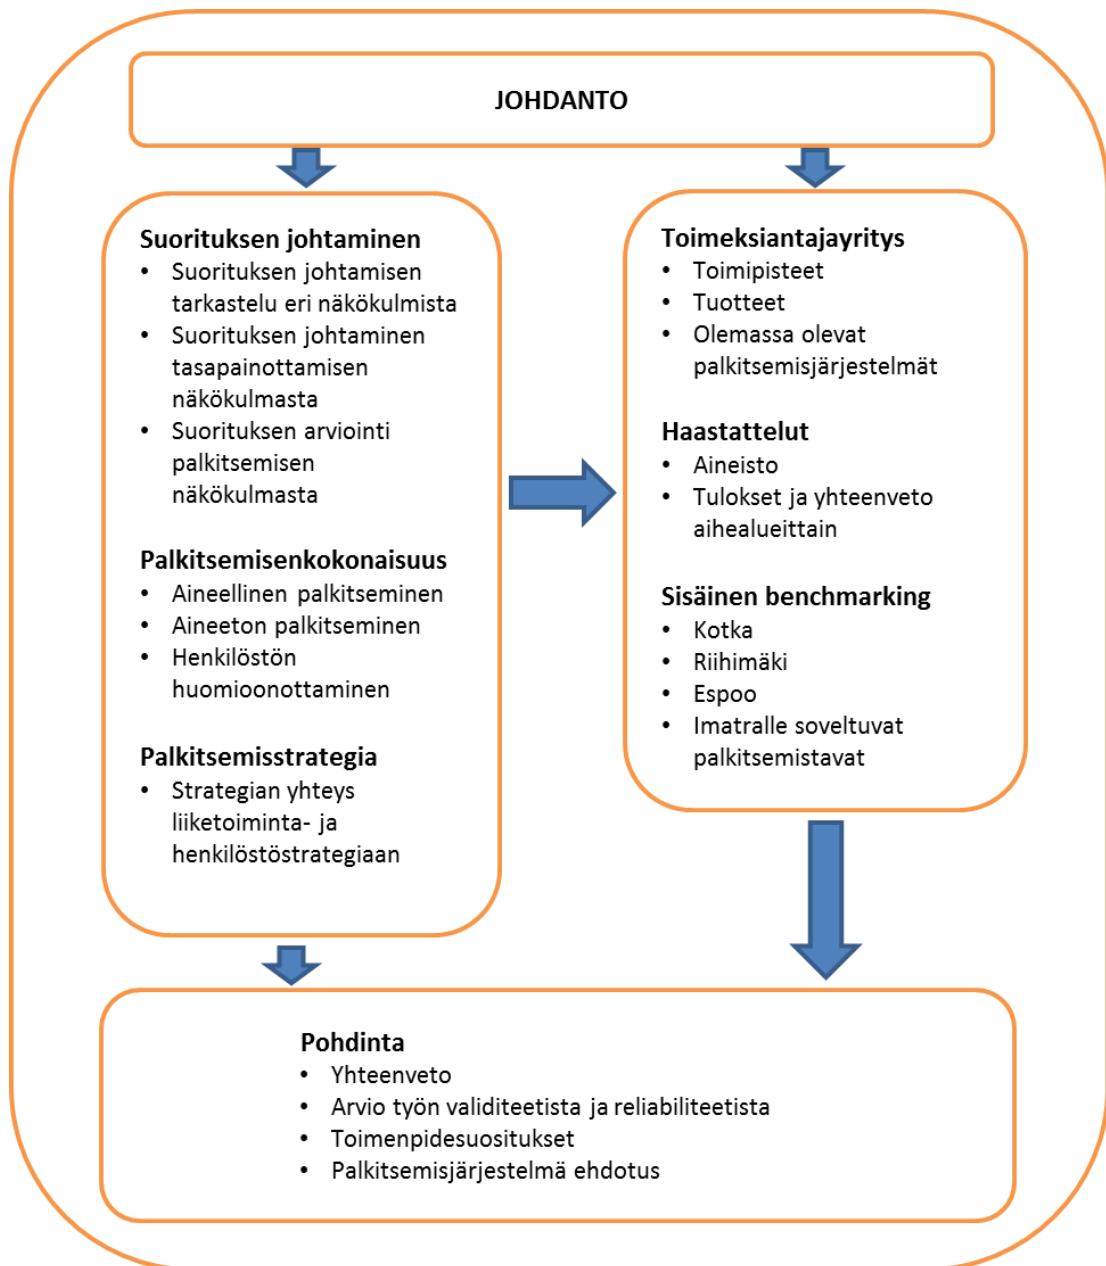 JOHDANTO
Suorituksen johtaminen
• Suorituksen johtamisen
tarkastelu eri näkökulmista
• Suorituksen johtaminen
tasapainottamisen
näkökulmasta
• Suorituksen arviointi
palkitsemisen
näkökulmasta
Palkitsemisenkokonaisuus
• Aineellinen palkitseminen
• Aineeton palkitseminen
• Henkilöstön
huomioonottaminen
Palkitsemisstrategia
• Strategian yhteys
liiketoiminta- ja
henkilöstöstrategiaan
Toimeksiantajayritys
• Toimipisteet
• Tuotteet
• Olemassa olevat
palkitsemisjärjestelmät
Haastattelut
• Aineisto
• Tulokset ja yhteenveto
aihealueittain
Sisäinen benchmarking
• Kotka
• Riihimäki
• Espoo
• Imatralle soveltuvat
palkitsemistavat
Pohdinta
• Yhteenveto
• Arvio työn validiteetista ja reliabiliteetista
• Toimenpidesuositukset
• Palkitsemisjärjestelmä ehdotus